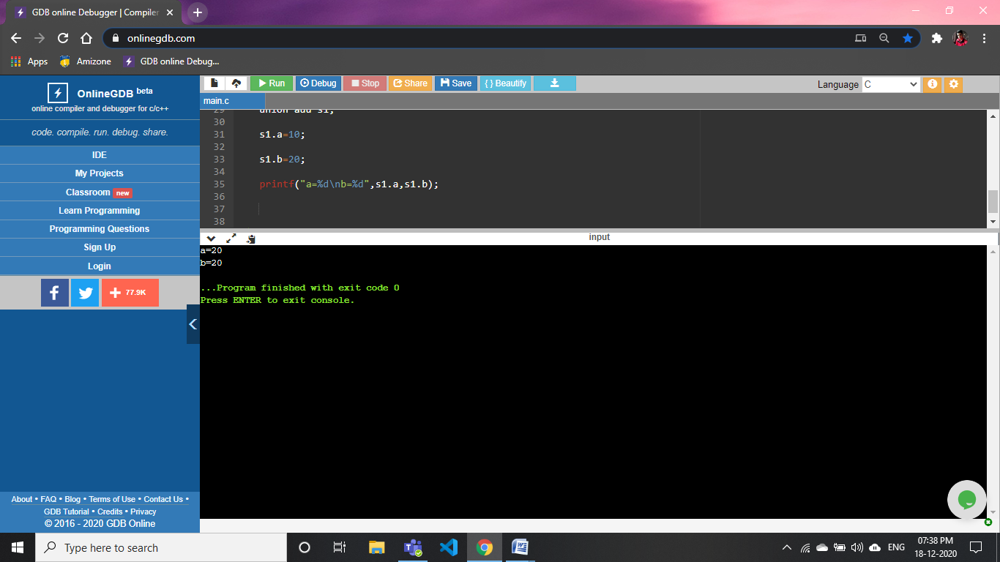 GDB online Debugger | Compiler
onlinegdb.com
Apps
Amizone
GDB online Debug...
OnlineGDB beta
online compiler and debugger for c/c++
code. compile. run. debug. share.
IDE
My Projects
Classroom new
Learn Programming
Programming Questions
Sign Up
Login
77.9K
About • FAQ • Blog • Terms of Use • Contact Us •
GDB Tutorial • Credits • Privacy
© 2016 - 2020 GDB Online
Run
Debug
Stop
Share
Save
{ } Beautify
Language C
main.c
29 union add s1;
30
31 s1.a=10;
32
33 s1.b=20;
34
35 printf("a=%d\nb=%d",s1.a,s1.b);
36
37
38
input
a=20
b=20
...Program finished with exit code 0
Press ENTER to exit console.
Type here to search
ENG
07:38 PM
18-12-2020